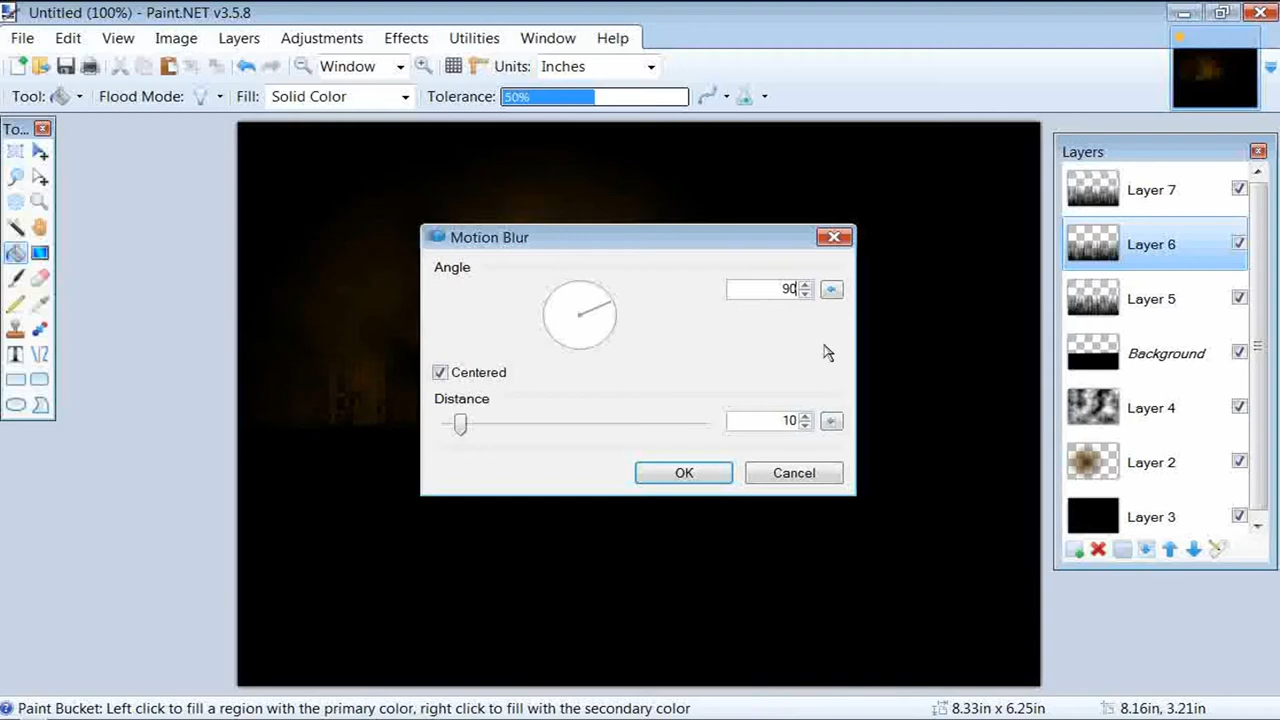 Untitled (100%) - Paint.NET v3.5.8
File Edit View Image Layers Adjustments Effects Utilities Window Help
Window Units: Inches
Tool: Flood Mode: Fill: Solid Color Tolerance: 50%
To...
Layers
Layer 7
Layer 6
Layer 5
Background
Layer 4
Layer 2
Layer 3
Motion Blur
Angle
90
Centered
Distance
10
OK Cancel
Paint Bucket: Left click to fill a region with the primary color, right click to fill with the secondary color 8.33in x 6.25in 8.16in, 3.21in